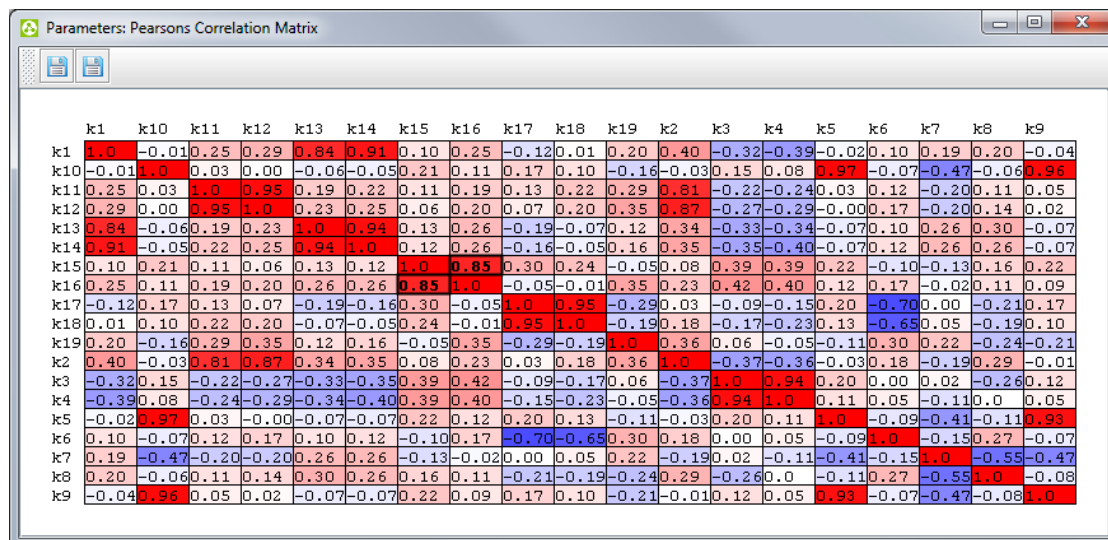 Parameters: Pearsons Correlation Matrix
k1 k10 k11 k12 k13 k14 k15 k16 k17 k18 k19 k2 k3 k4 k5 k6 k7 k8 k9
k1 1.0 -0.01 0.25 0.29 0.84 0.91 0.10 0.25 -0.12 0.01 0.20 0.40 -0.32 -0.39 -0.02 0.10 0.19 0.20 -0.04
k10 -0.01 1.0 0.03 0.00 -0.06 -0.05 0.21 0.11 0.17 0.10 -0.16 -0.03 0.15 0.08 0.97 -0.07 -0.47 -0.06 0.96
k11 0.25 0.03 1.0 0.95 0.19 0.22 0.11 0.19 0.13 0.22 0.29 0.81 -0.22 -0.24 0.03 0.12 -0.20 0.11 0.05
k12 0.29 0.00 0.95 1.0 0.23 0.25 0.06 0.20 0.07 0.20 0.35 0.87 -0.27 -0.29 -0.00 0.17 -0.20 0.14 0.02
k13 0.84 -0.06 0.19 0.23 1.0 0.94 0.13 0.26 -0.19 -0.07 0.12 0.34 -0.33 -0.34 -0.07 0.10 0.26 0.30 -0.07
k14 0.91 -0.05 0.22 0.25 0.94 1.0 0.12 0.26 -0.16 -0.05 0.16 0.35 -0.35 -0.40 -0.07 0.12 0.26 0.26 -0.07
k15 0.10 0.21 0.11 0.06 0.13 0.12 1.0 0.85 0.30 0.24 -0.05 0.08 0.39 0.39 0.22 -0.10 -0.13 0.16 0.22
k16 0.25 0.11 0.19 0.20 0.26 0.26 0.85 1.0 -0.05 -0.01 0.35 0.23 0.42 0.40 0.12 0.17 -0.02 0.11 0.09
k17 -0.12 0.17 0.13 0.07 -0.19 -0.16 0.30 -0.05 1.0 0.95 -0.29 0.03 -0.09 -0.15 0.20 -0.70 0.00 -0.21 0.17
k18 0.01 0.10 0.22 0.20 -0.07 -0.05 0.24 -0.01 0.95 1.0 -0.19 0.18 -0.17 -0.23 0.13 -0.65 0.05 -0.19 0.10
k19 0.20 -0.16 0.29 0.35 0.12 0.16 -0.05 0.35 -0.29 -0.19 1.0 0.36 0.06 -0.05 -0.11 0.30 0.22 -0.24 -0.21
k2 0.40 -0.03 0.81 0.87 0.34 0.35 0.08 0.23 0.03 0.18 0.36 1.0 -0.37 -0.36 -0.03 0.18 -0.19 0.29 -0.01
k3 -0.32 0.15 -0.22 -0.27 -0.33 -0.35 0.39 0.42 -0.09 -0.17 0.06 -0.37 1.0 0.94 0.20 0.00 0.02 -0.26 0.12
k4 -0.39 0.08 -0.24 -0.29 -0.34 -0.40 0.39 0.40 -0.15 -0.23 -0.05 -0.36 0.94 1.0 0.11 0.05 -0.11 0.0 0.05
k5 -0.02 0.97 0.03 -0.00 -0.07 -0.07 0.22 0.12 0.20 0.13 -0.11 -0.03 0.20 0.11 1.0 -0.09 -0.41 -0.11 0.93
k6 0.10 -0.07 0.12 0.17 0.10 0.12 -0.10 0.17 -0.70 -0.65 0.30 0.18 0.00 0.05 -0.09 1.0 -0.15 0.27 -0.07
k7 0.19 -0.47 -0.20 -0.20 0.26 0.26 -0.13 -0.02 0.00 0.05 0.22 -0.19 0.02 -0.11 -0.41 -0.15 1.0 -0.55 -0.47
k8 0.20 -0.06 0.11 0.14 0.30 0.26 0.16 0.11 -0.21 -0.19 -0.24 0.29 -0.26 0.0 -0.11 0.27 -0.55 1.0 -0.08
k9 -0.04 0.96 0.05 0.02 -0.07 -0.07 0.22 0.09 0.17 0.10 -0.21 -0.01 0.12 0.05 0.93 -0.07 -0.47 -0.08 1.0